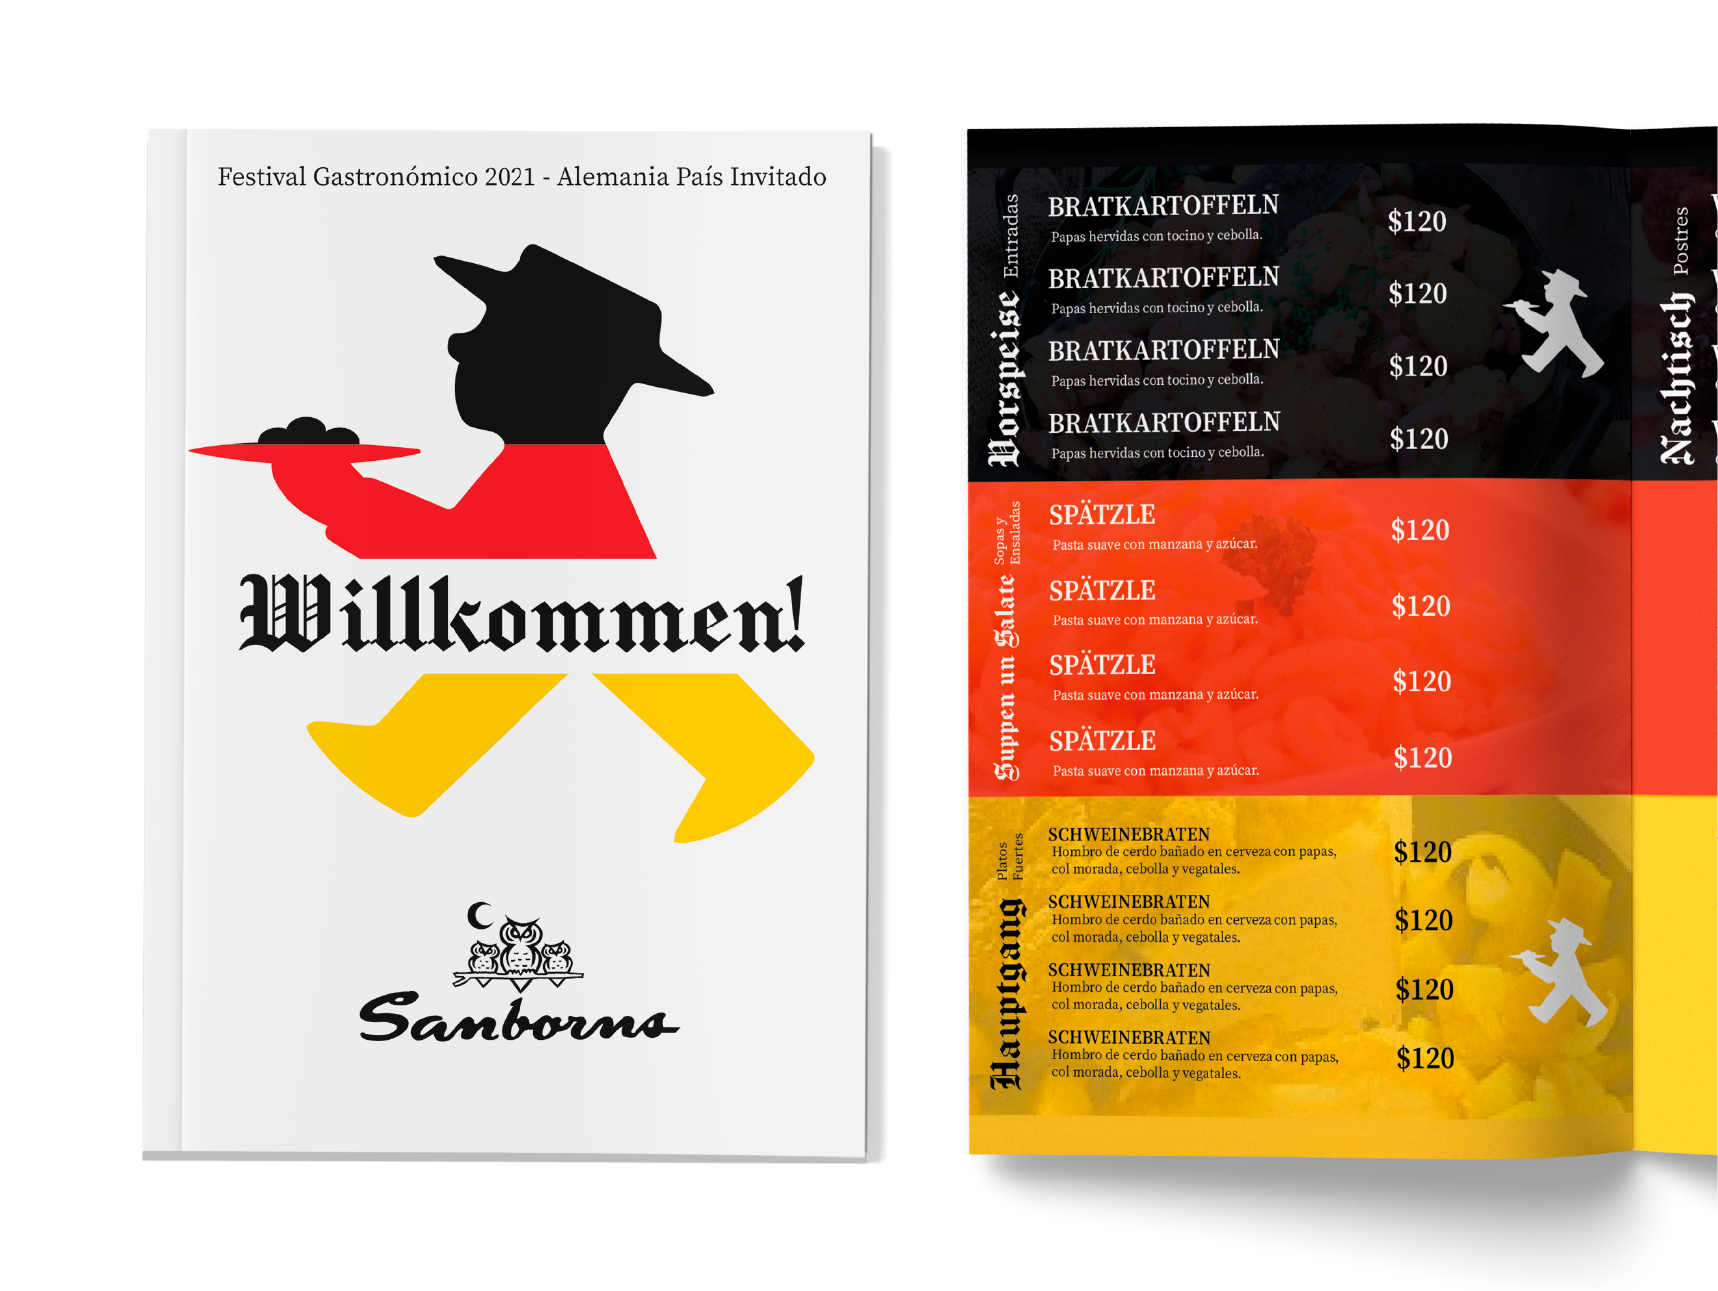 Festival Gastronómico 2021 - Alemania País Invitado
Willkommen!
Sanborns
Vorspeise Entradas
BRATKARTOFFELN $120
Papas hervidas con tocino y cebolla.
BRATKARTOFFELN $120
Papas hervidas con tocino y cebolla.
BRATKARTOFFELN $120
Papas hervidas con tocino y cebolla.
BRATKARTOFFELN $120
Papas hervidas con tocino y cebolla.
Suppen un Salate Sopas y
Ensaladas
SPÄTZLE $120
Pasta suave con manzana y azúcar.
SPÄTZLE $120
Pasta suave con manzana y azúcar.
SPÄTZLE $120
Pasta suave con manzana y azúcar.
SPÄTZLE $120
Pasta suave con manzana y azúcar.
Hauptgang Platos
Fuertes
SCHWEINEBRATEN $120
Hombro de cerdo bañado en cerveza con papas,
col morada, cebolla y vegatales.
SCHWEINEBRATEN $120
Hombro de cerdo bañado en cerveza con papas,
col morada, cebolla y vegatales.
SCHWEINEBRATEN $120
Hombro de cerdo bañado en cerveza con papas,
col morada, cebolla y vegatales.
SCHWEINEBRATEN $120
Hombro de cerdo bañado en cerveza con papas,
col morada, cebolla y vegatales.
Nachtisch Postres